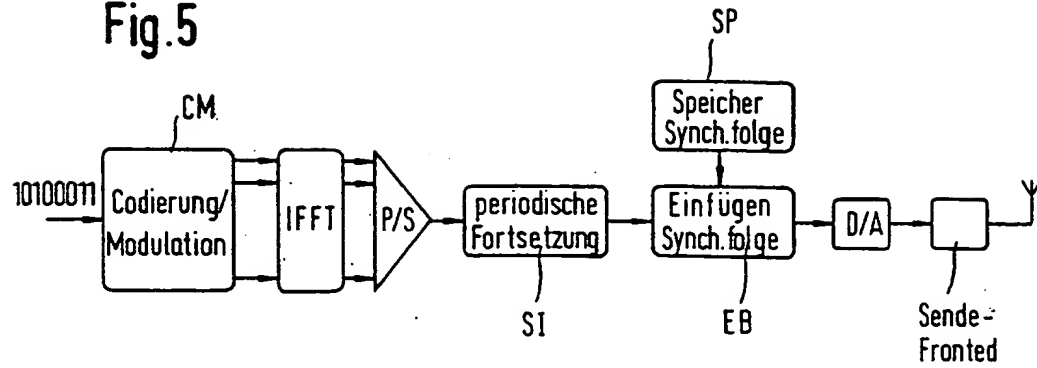 Fig.5
SP
CM
Speicher
Synch.folge
10100011
Codierung/
Modulation
IFFT
P/S
periodische
Fortsetzung
Einfügen
Synch.folge
D/A
SI
EB
Sende-
Fronted